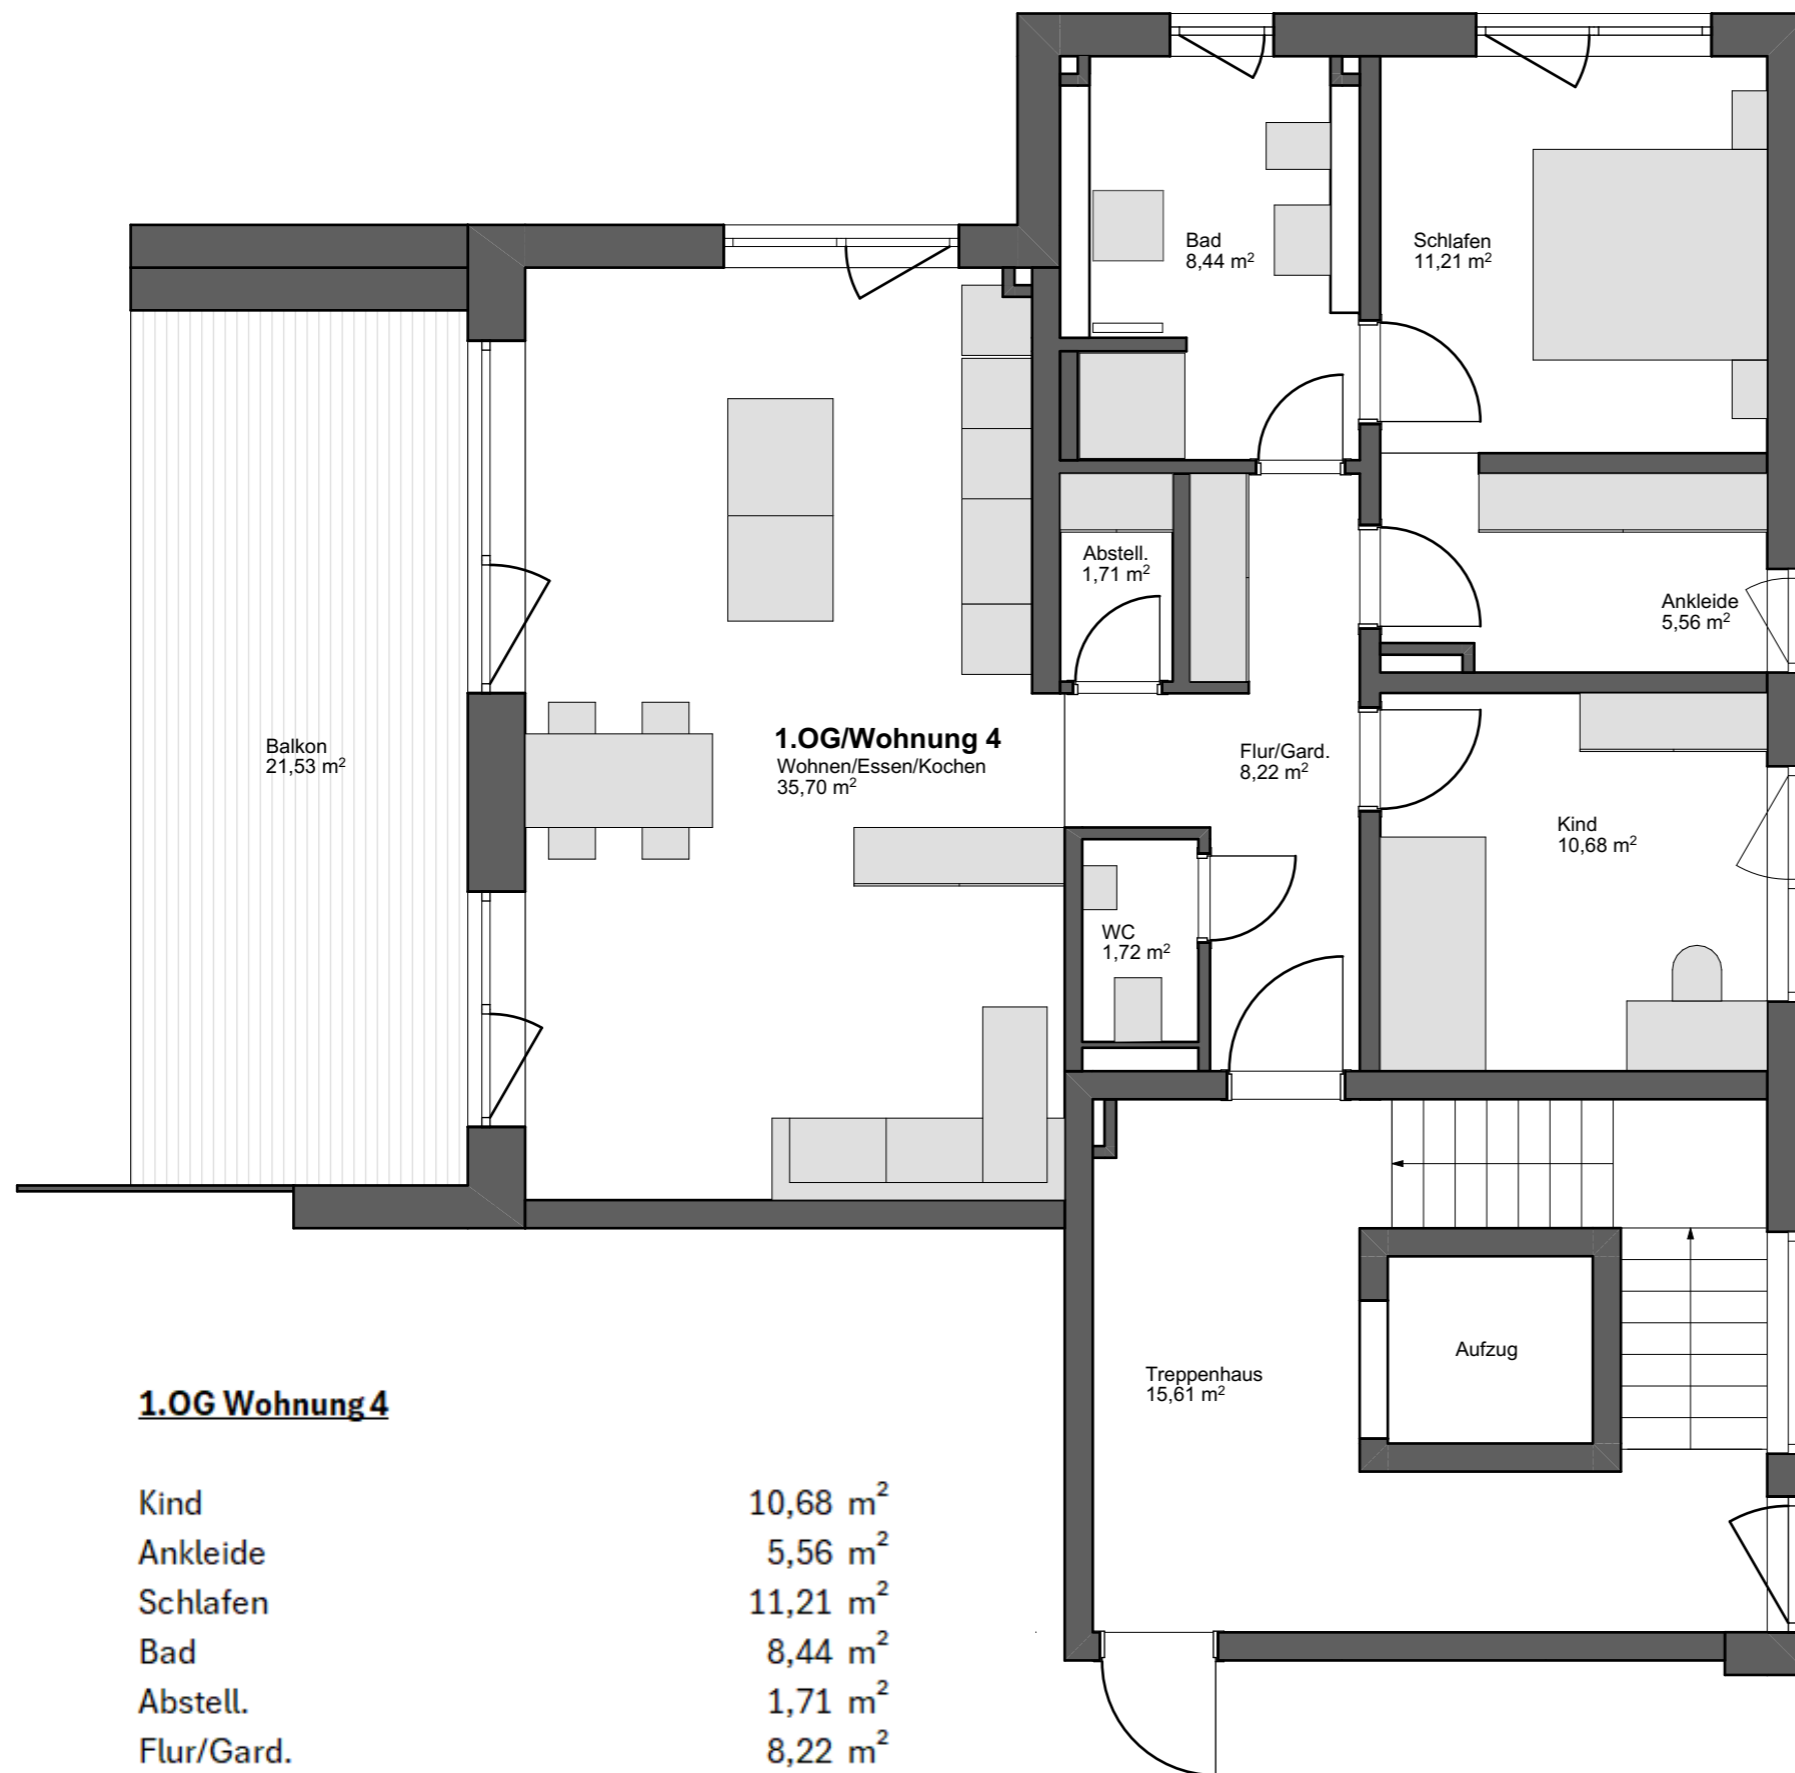 Bad
8,44 m²
Schlafen
11,21 m²
Abstell.
1,71 m²
Ankleide
5,56 m²
Balkon
21,53 m²
1.OG/Wohnung 4
Wohnen/Essen/Kochen
35,70 m²
Flur/Gard.
8,22 m²
Kind
10,68 m²
WC
1,72 m²
Aufzug
Treppenhaus
15,61 m²
1.OG Wohnung 4
Kind 10,68 m²
Ankleide 5,56 m²
Schlafen 11,21 m²
Bad 8,44 m²
Abstell. 1,71 m²
Flur/Gard. 8,22 m²